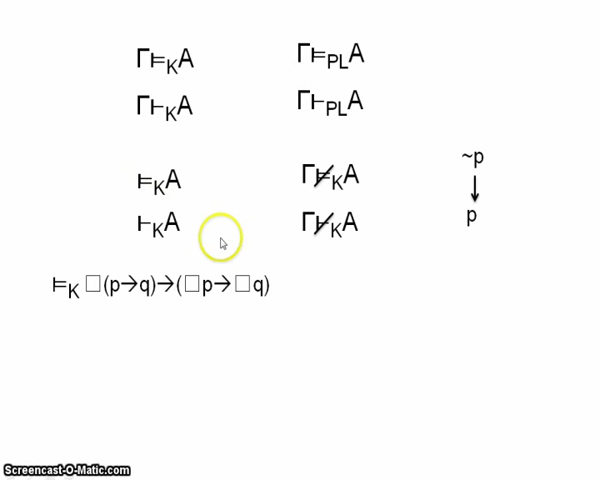 Γ⊨KA Γ⊨PLA
Γ⊢KA Γ⊢PLA
⊨KA Γ⊭KA ~p
⊢KA Γ⊭KA p
⊨K □(p→q)→(□p→□q)
Screencast-O-Matic.com